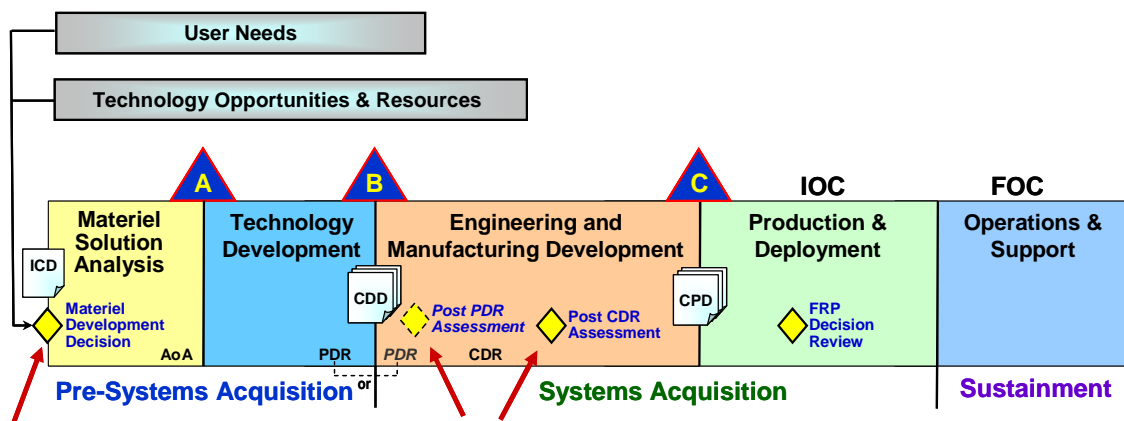 User Needs
Technology Opportunities & Resources
A
B
C
IOC
FOC
Materiel
Solution
Analysis
Technology
Development
Engineering and
Manufacturing Development
Production &
Deployment
Operations &
Support
ICD
CDD
CPD
Materiel
Development
Decision
Post PDR
Assessment
Post CDR
Assessment
FRP
Decision
Review
AoA
PDR
PDR
CDR
or
Pre-Systems Acquisition
Systems Acquisition
Sustainment